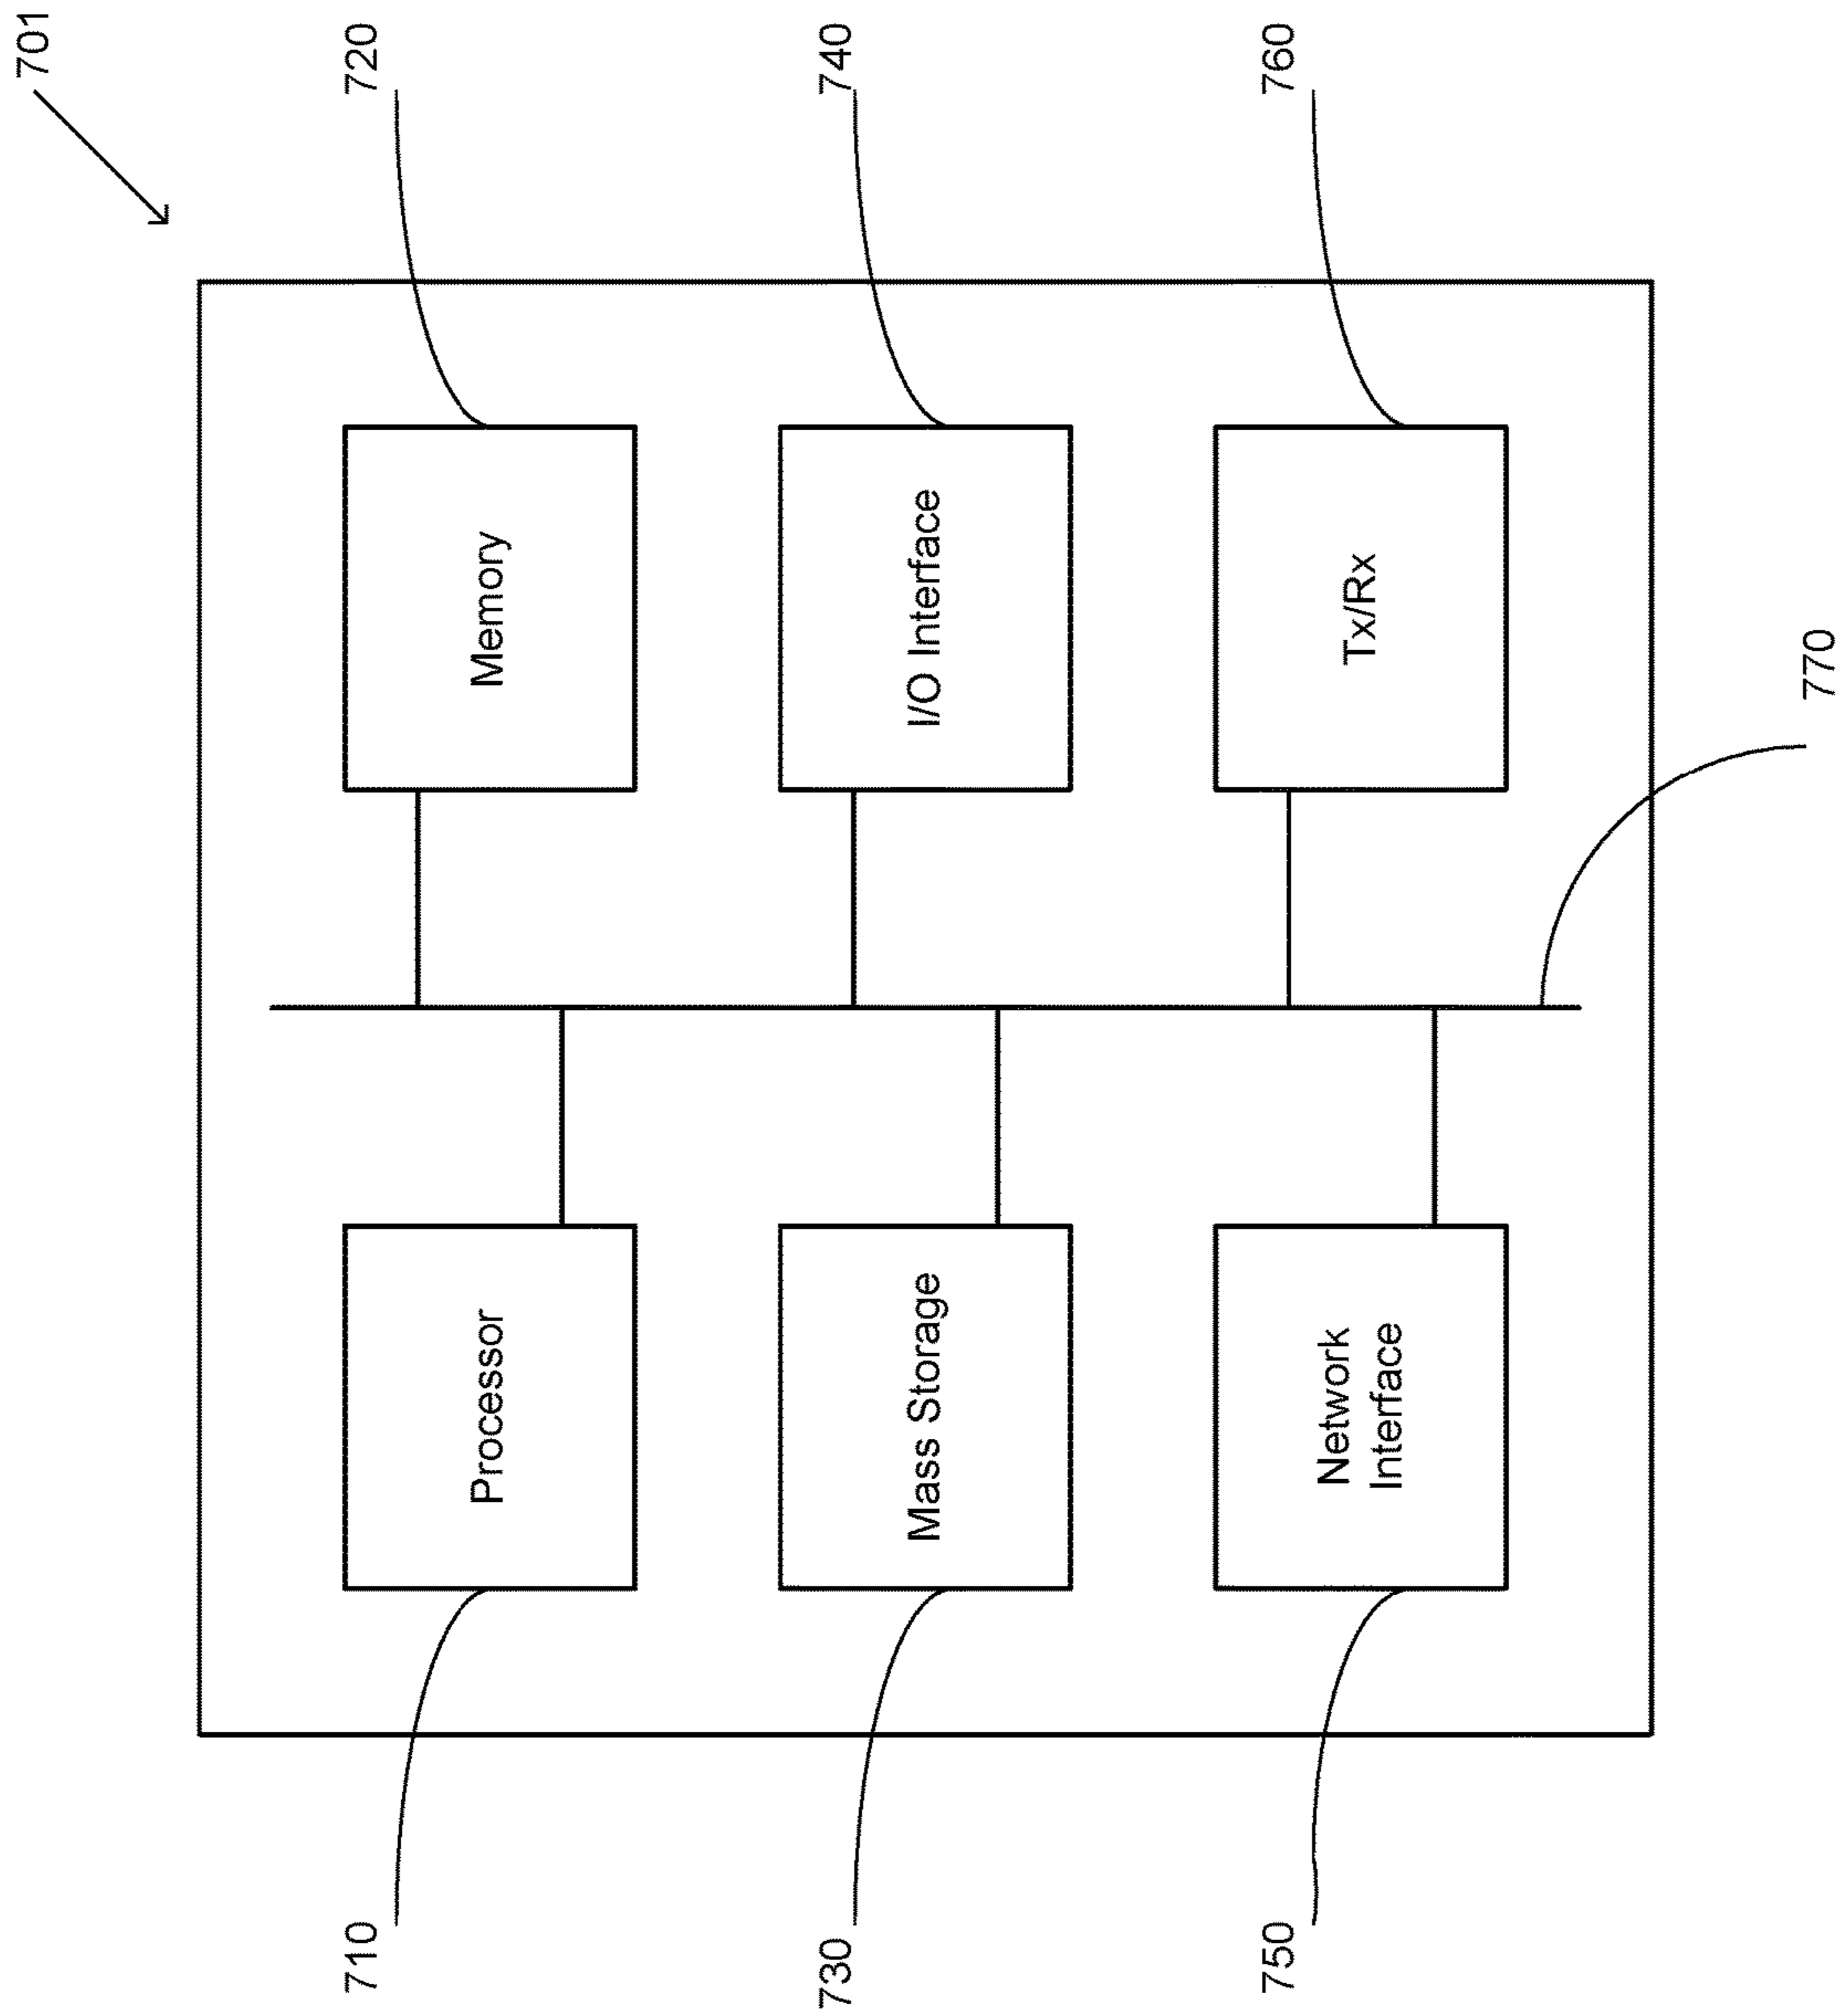 701
710
Processor
Memory
720
730
Mass Storage
I/O Interface
740
750
Network
Interface
Tx/Rx
760
770